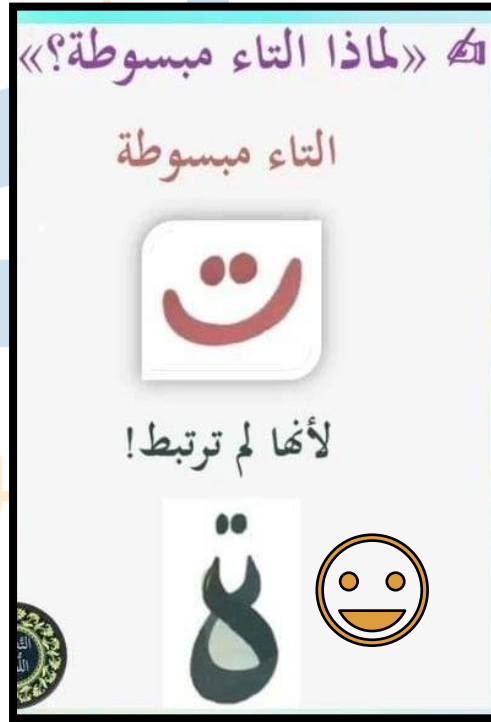 ✍ «لماذا التاء مبسوطة؟»
التاء مبسوطة
ت
لأنها لم ترتبط!
ة